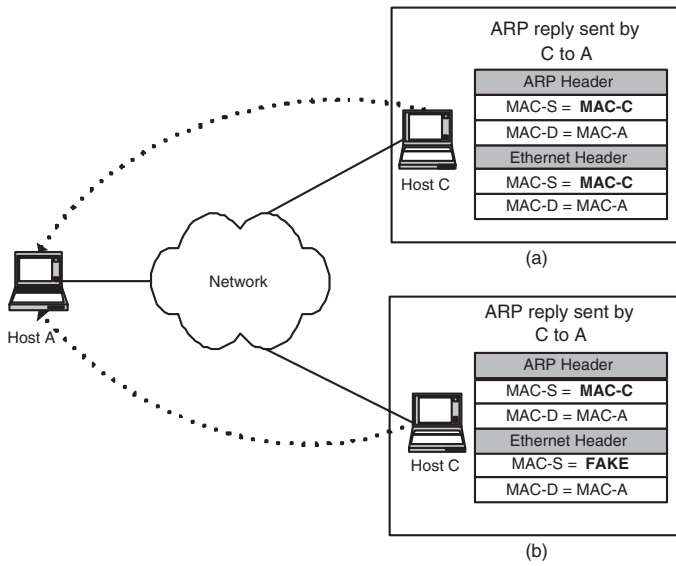 ARP reply sent by
C to A
ARP Header
MAC-S = MAC-C
MAC-D = MAC-A
Ethernet Header
MAC-S = MAC-C
MAC-D = MAC-A
Host C
(a)
Network
Host A
ARP reply sent by
C to A
ARP Header
MAC-S = MAC-C
MAC-D = MAC-A
Ethernet Header
MAC-S = FAKE
MAC-D = MAC-A
Host C
(b)